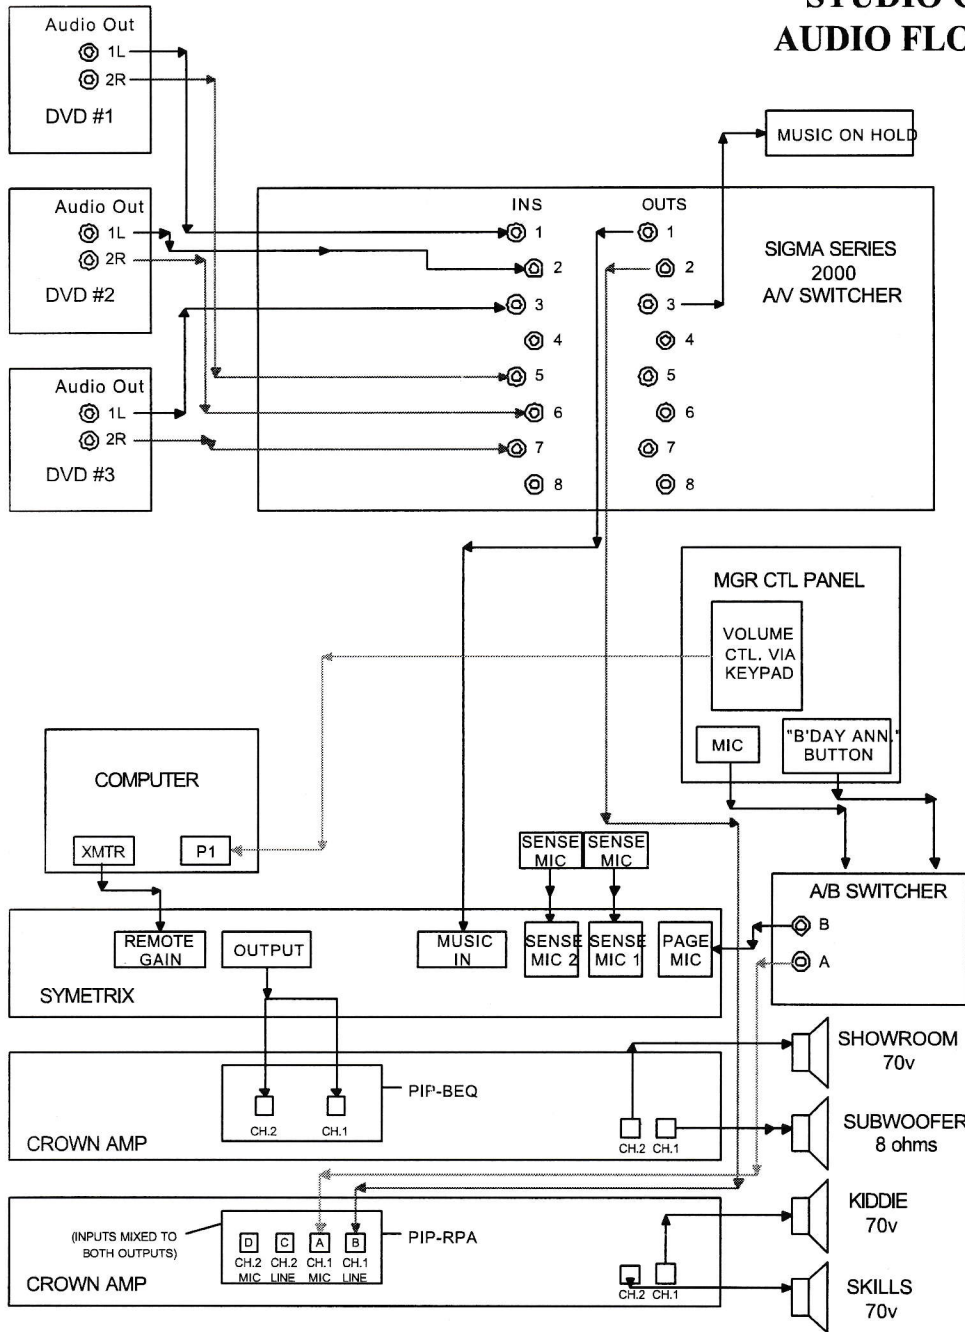 STUDIO C
AUDIO FLO
Audio Out
1L
2R
DVD #1
MUSIC ON HOLD
Audio Out
1L
2R
DVD #2
INS
OUTS
1
2
3
4
5
6
7
8
1
2
3
4
5
6
7
8
SIGMA SERIES
2000
A/V SWITCHER
Audio Out
1L
2R
DVD #3
MGR CTL PANEL
VOLUME
CTL. VIA
KEYPAD
MIC
"B'DAY ANN."
BUTTON
COMPUTER
XMTR
P1
SENSE
MIC
SENSE
MIC
A/B SWITCHER
B
A
REMOTE
GAIN
OUTPUT
MUSIC
IN
SENSE
MIC 2
SENSE
MIC 1
PAGE
MIC
SYMETRIX
SHOWROOM
70v
PIP-BEQ
CH.2
CH.1
CROWN AMP
CH.2
CH.1
SUBWOOFER
8 ohms
(INPUTS MIXED TO
BOTH OUTPUTS)
D
C
A
B
CH.2
MIC
CH.2
LINE
CH.1
MIC
CH.1
LINE
PIP-RPA
CROWN AMP
CH.2
CH.1
KIDDIE
70v
SKILLS
70v